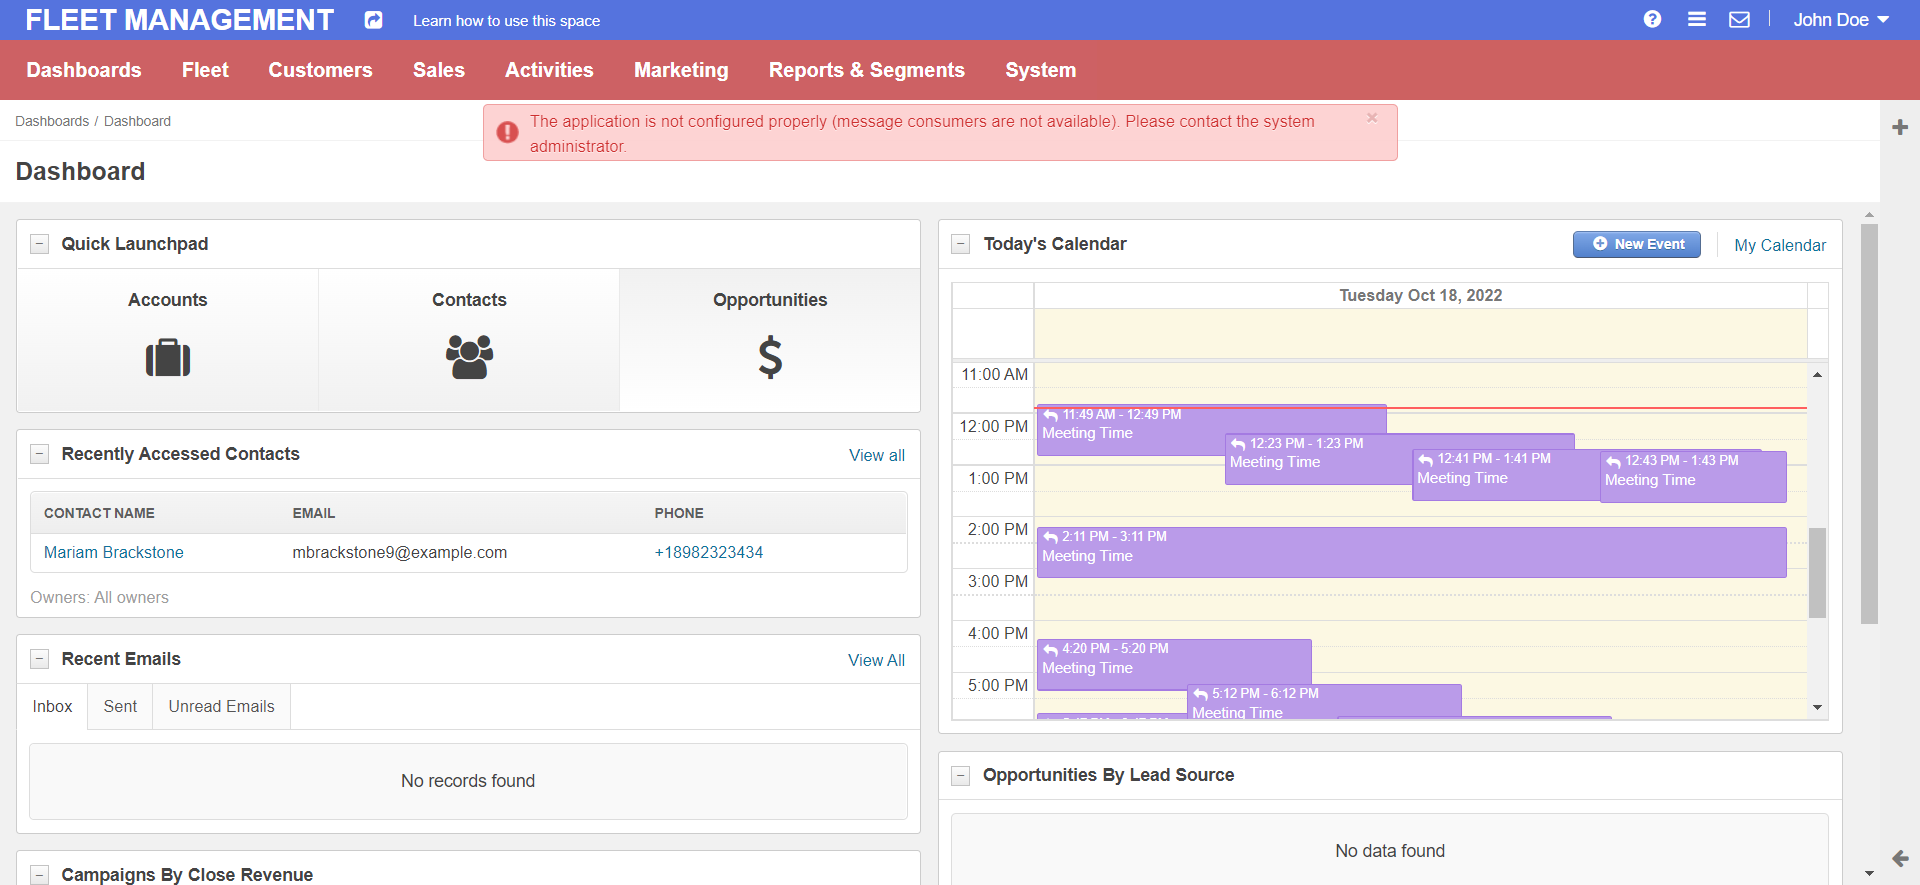 FLEET MANAGEMENT
Learn how to use this space
John Doe
Dashboards Fleet Customers Sales Activities Marketing Reports & Segments System
Dashboards / Dashboard
The application is not configured properly (message consumers are not available). Please contact the system
administrator.
×
Dashboard
Quick Launchpad
Accounts
Contacts
Opportunities
Recently Accessed Contacts
View all
CONTACT NAME EMAIL PHONE
Mariam Brackstone mbrackstone9@example.com +18982323434
Owners: All owners
Recent Emails
View All
Inbox Sent Unread Emails
No records found
Campaigns By Close Revenue
Today's Calendar
New Event
My Calendar
Tuesday Oct 18, 2022
11:00 AM
11:49 AM - 12:49 PM
Meeting Time
12:00 PM
12:23 PM - 1:23 PM
Meeting Time
12:41 PM - 1:41 PM
Meeting Time
12:43 PM - 1:43 PM
Meeting Time
1:00 PM
2:00 PM
2:11 PM - 3:11 PM
Meeting Time
3:00 PM
4:00 PM
4:20 PM - 5:20 PM
Meeting Time
5:00 PM
5:12 PM - 6:12 PM
Meeting Time
Opportunities By Lead Source
No data found